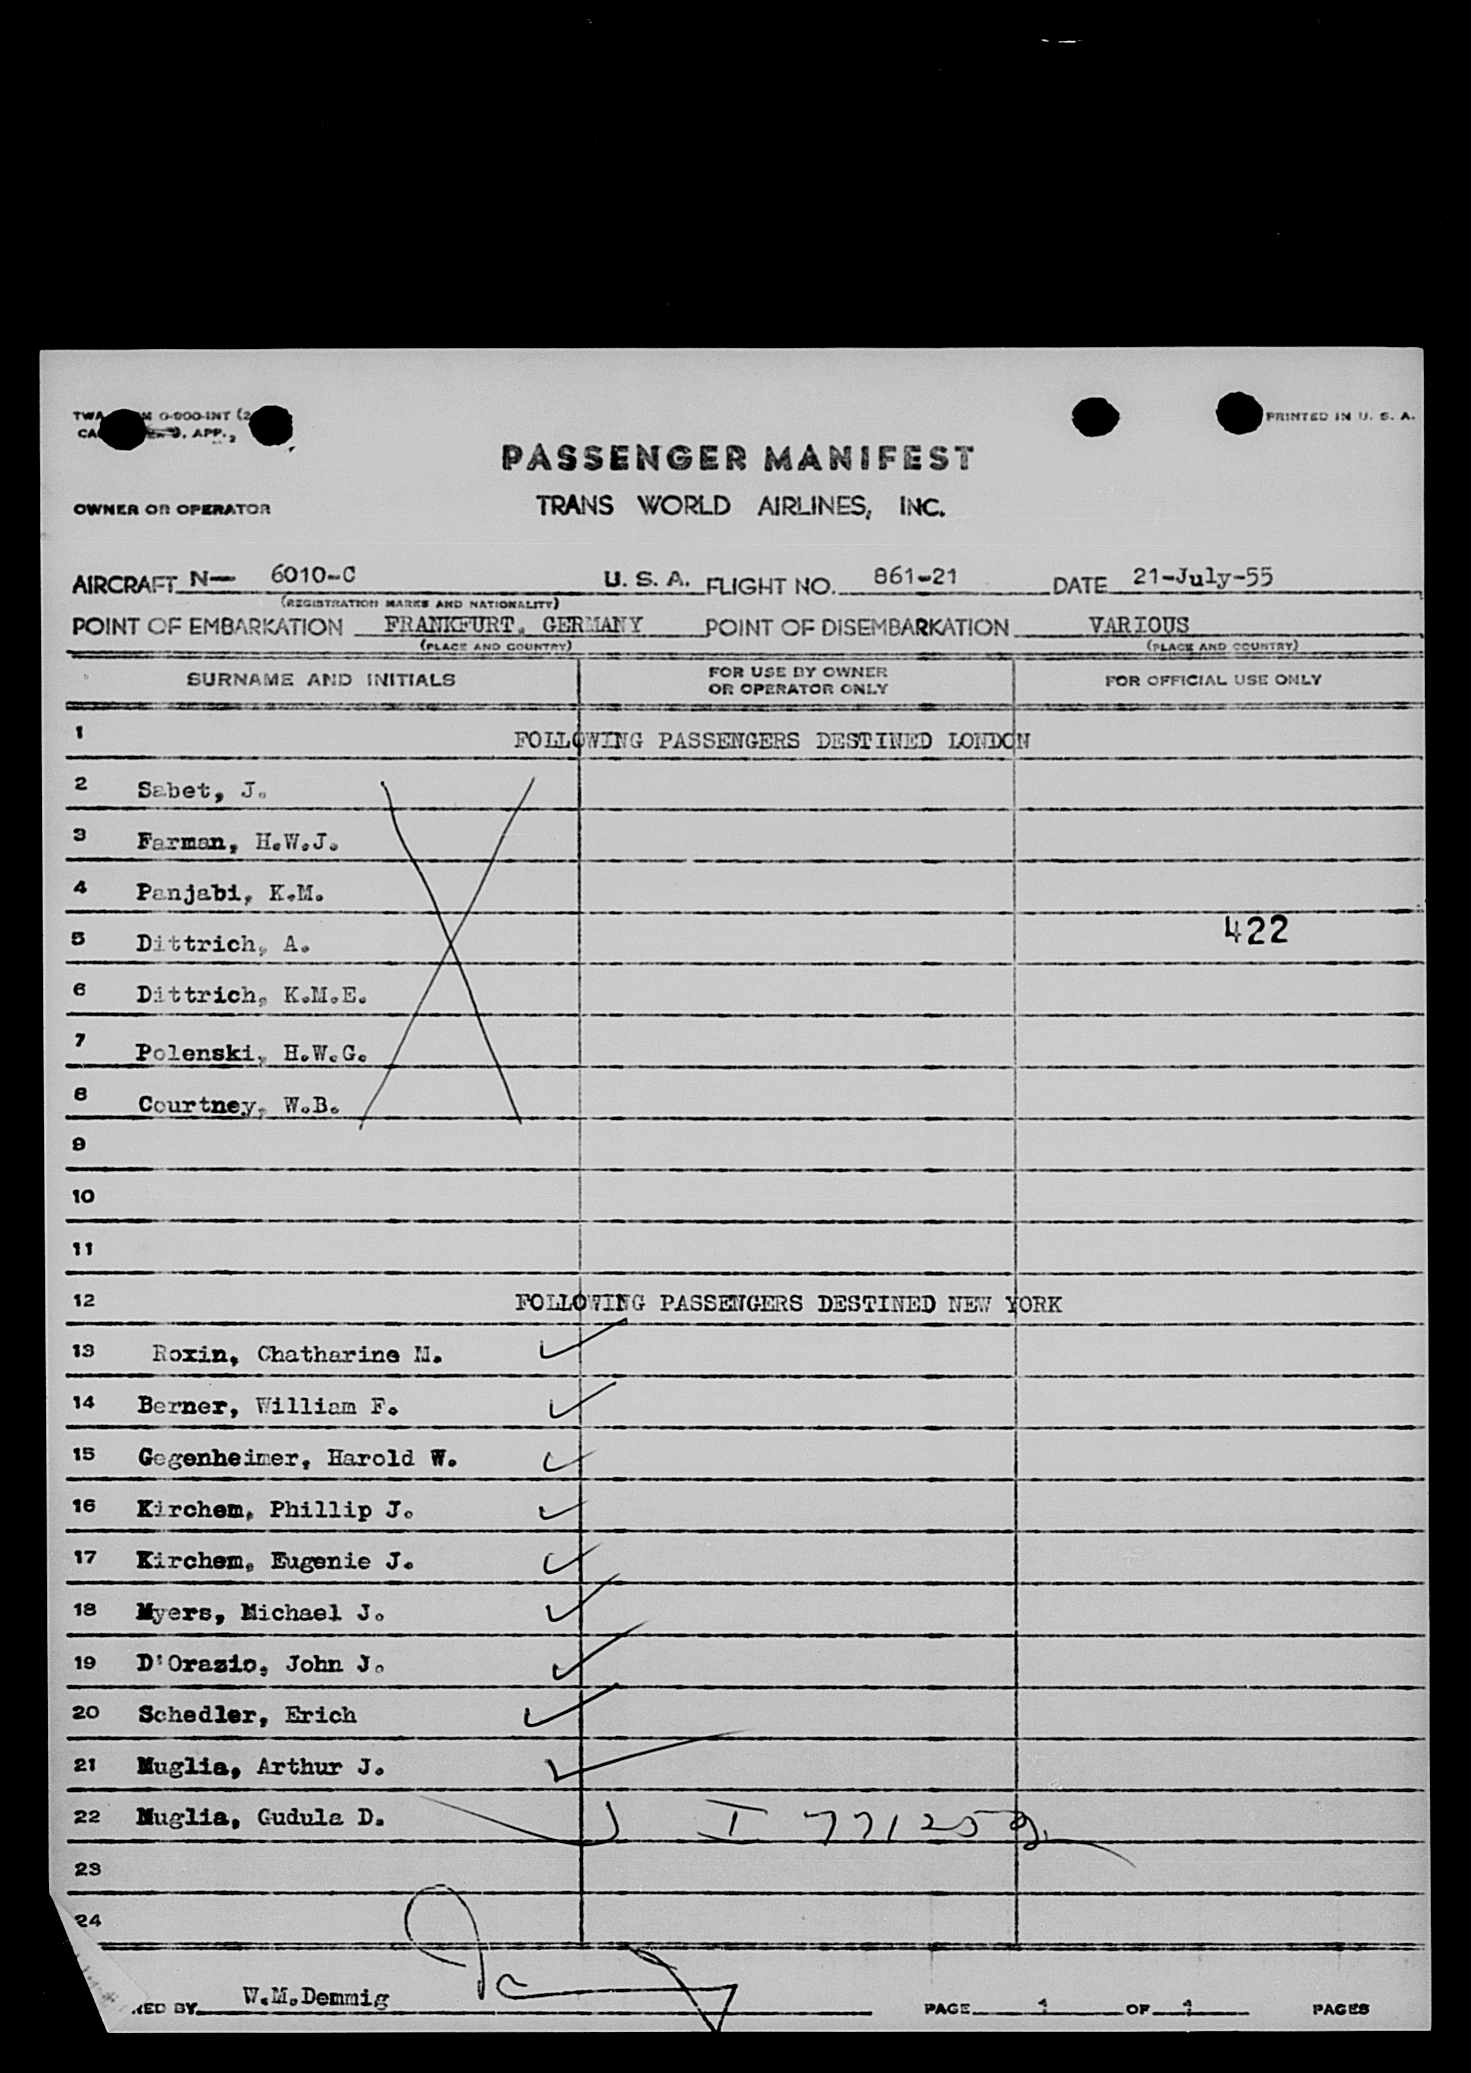 PRINTED IN U. S. A.
PASSENGER MANIFEST
OWNER OR OPERATOR TRANS WORLD AIRLINES, INC.
AIRCRAFT N— 6010-C U. S. A. FLIGHT NO. 861-21 DATE 21-July-55
(REGISTRATION MARKS AND NATIONALITY)
POINT OF EMBARKATION FRANKFURT, GERMANY POINT OF DISEMBARKATION VARIOUS
(PLACE AND COUNTRY) (PLACE AND COUNTRY)
SURNAME AND INITIALS FOR USE BY OWNER OR OPERATOR ONLY FOR OFFICIAL USE ONLY
1 FOLLOWING PASSENGERS DESTINED LONDON
2 Sabet, J.
3 Farman, H.W.J.
4 Panjabi, K.M.
5 Dittrich, A. 422
6 Dittrich, K.M.E.
7 Polenski, H.W.G.
8 Courtney, W.B.
9
10
11
12 FOLLOWING PASSENGERS DESTINED NEW YORK
13 Roxin, Chatharine M.
14 Berner, William F.
15 Gegenheimer, Harold W.
16 Kirchem, Phillip J.
17 Kirchem, Eugenie J.
18 Myers, Michael J.
19 D'Orazio, John J.
20 Schedler, Erich
21 Muglia, Arthur J.
22 Muglia, Gudula D. I 771252
23
24
BY W.M.Demmig PAGE 1 OF 1 PAGES